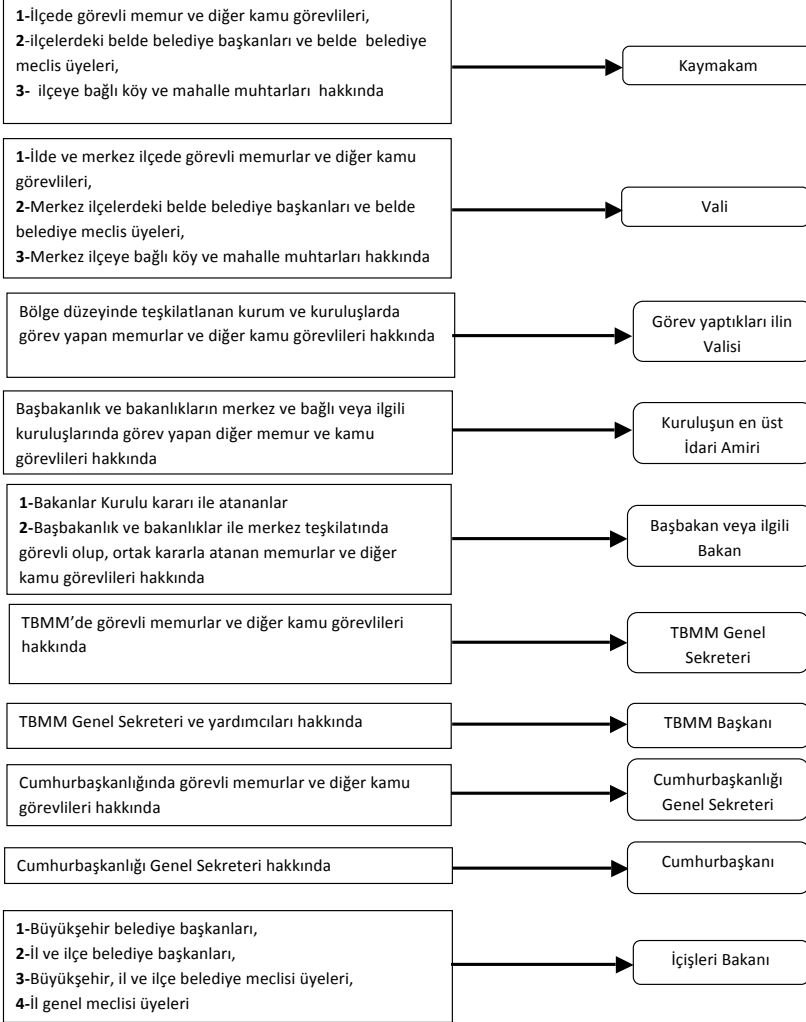 1-İlçede görevli memur ve diğer kamu görevlileri,
2-ilçelerdeki belde belediye başkanları ve belde belediye
meclis üyeleri,
3- ilçeye bağlı köy ve mahalle muhtarları hakkında
Kaymakam
1-İlde ve merkez ilçede görevli memurlar ve diğer kamu
görevlileri,
2-Merkez ilçelerdeki belde belediye başkanları ve belde
belediye meclis üyeleri,
3-Merkez ilçeye bağlı köy ve mahalle muhtarları hakkında
Vali
Bölge düzeyinde teşkilatlanan kurum ve kuruluşlarda
görev yapan memurlar ve diğer kamu görevlileri hakkında
Görev yaptıkları ilin
Valisi
Başbakanlık ve bakanlıkların merkez ve bağlı veya ilgili
kuruluşlarında görev yapan diğer memur ve kamu
görevlileri hakkında
Kuruluşun en üst
İdari Amiri
1-Bakanlar Kurulu kararı ile atananlar
2-Başbakanlık ve bakanlıklar ile merkez teşkilatında
görevli olup, ortak kararla atanan memurlar ve diğer
kamu görevlileri hakkında
Başbakan veya ilgili
Bakan
TBMM’de görevli memurlar ve diğer kamu görevlileri
hakkında
TBMM Genel
Sekreteri
TBMM Genel Sekreteri ve yardımcıları hakkında
TBMM Başkanı
Cumhurbaşkanlığında görevli memurlar ve diğer kamu
görevlileri hakkında
Cumhurbaşkanlığı
Genel Sekreteri
Cumhurbaşkanlığı Genel Sekreteri hakkında
Cumhurbaşkanı
1-Büyükşehir belediye başkanları,
2-İl ve ilçe belediye başkanları,
3-Büyükşehir, il ve ilçe belediye meclisi üyeleri,
4-İl genel meclisi üyeleri
İçişleri Bakanı